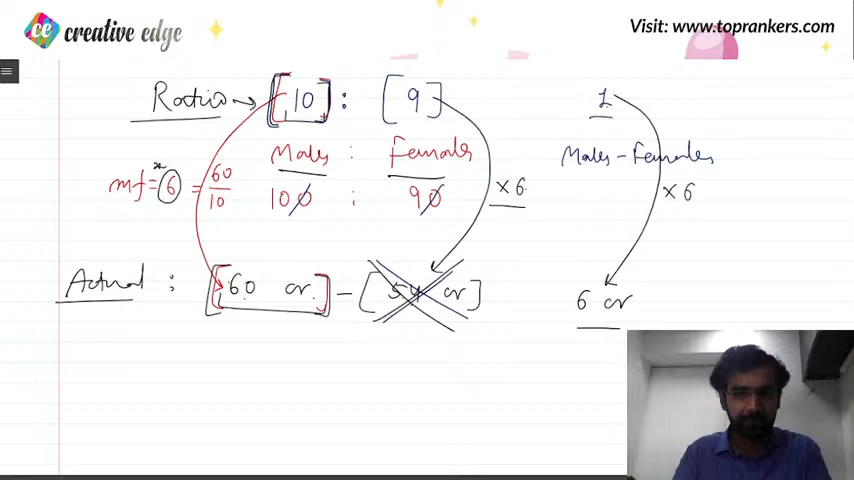 ce creative edge
Visit: www.toprankers.com
Ratio → [10] : [9] 1
Males : Females Males - Females
mf = 6 = 60/10 100 : 90 × 6 × 6
Actual : [60 cr.] - [54 cr] 6 cr